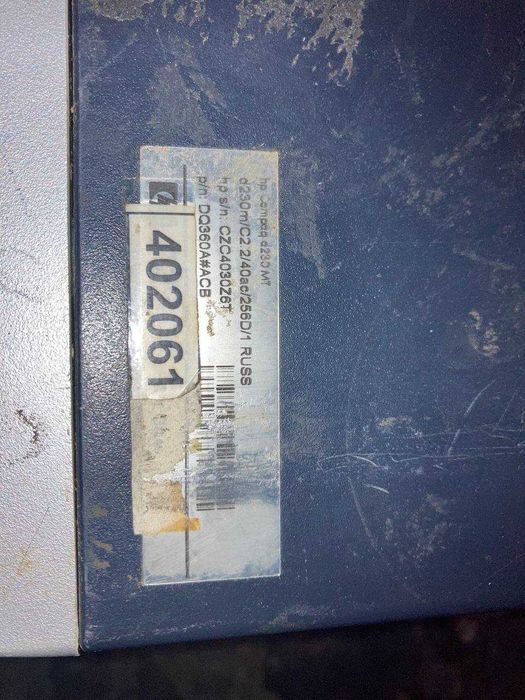 hp compaq d230 MT
d230m/C2.2/40ac/256D/1 RUSS
hp s/n: CZC4030Z6T
p/n: DQ360A#ACB
402061